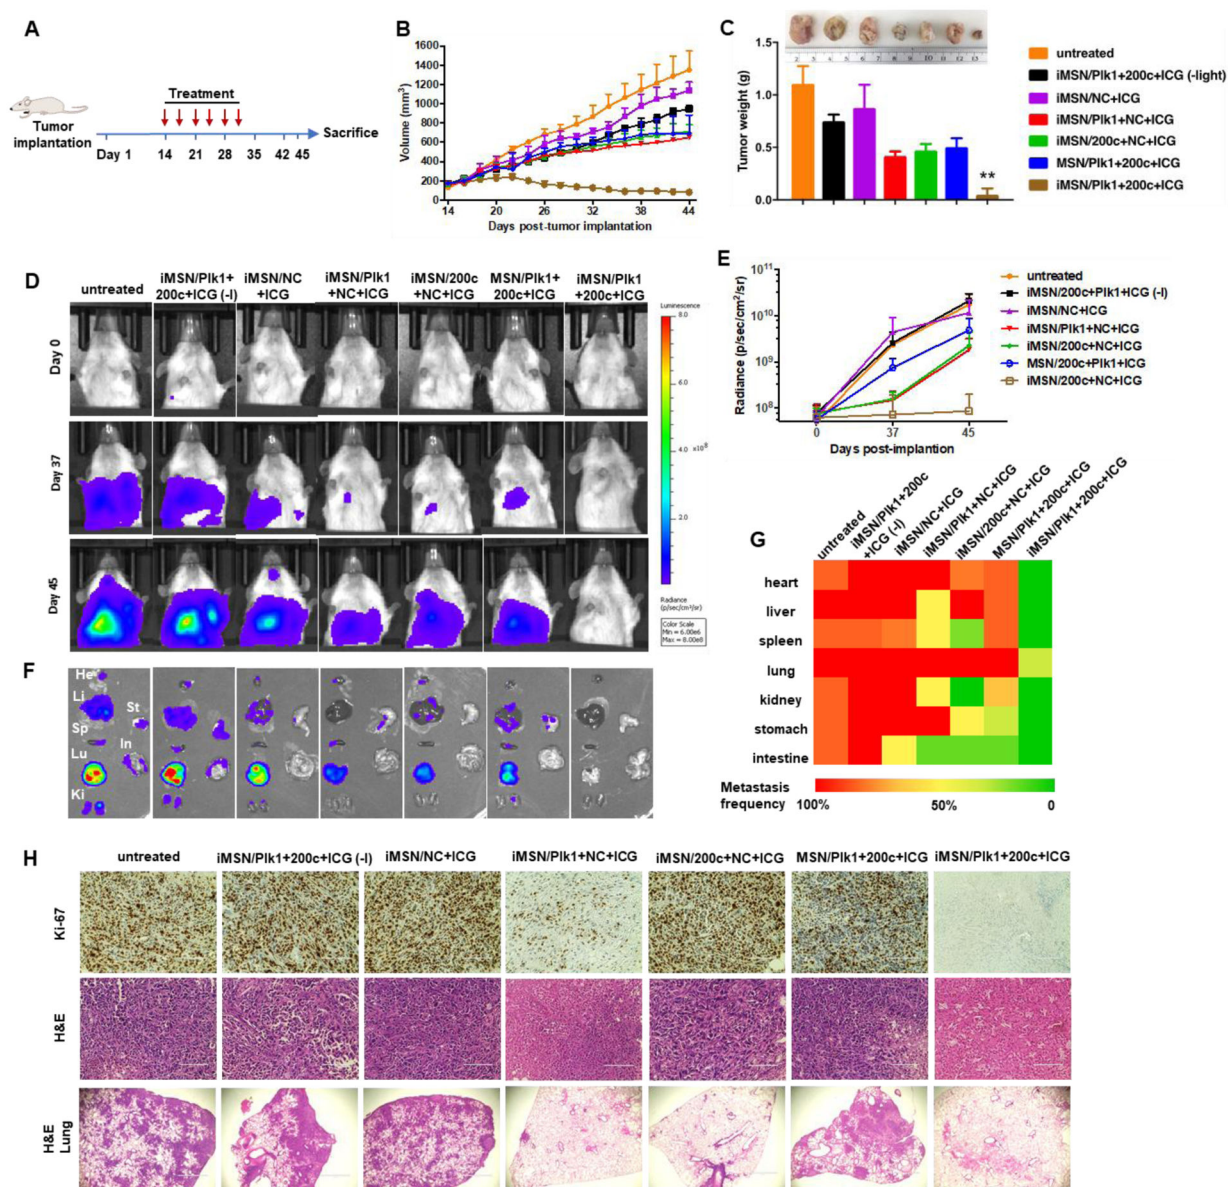 A
Treatment
Tumor
implantation
Sacrifice
Day 1
14
21
28
35
42 45
B
1600
1400
1200
1000
800
600
400
200
0
Volume (mm3)
14
20
26
32
38
44
Days post-tumor implantation
C
1.5
1.0
0.5
0.0
Tumor weight (g)
**
untreated
iMSN/Plk1+200c+ICG (-light)
iMSN/NC+ICG
iMSN/Plk1+NC+ICG
iMSN/200c+NC+ICG
MSN/Plk1+200c+ICG
iMSN/Plk1+200c+ICG
D
untreated
iMSN/Plk1+
200c+ICG (-l)
iMSN/NC
+ICG
iMSN/Plk1
+NC+ICG
iMSN/200c
+NC+ICG
MSN/Plk1+
200c+ICG
iMSN/Plk1
+200c+ICG
Day 0
Day 37
Day 45
Luminescence
8.0
6.0
4.0
x10⁸
2.0
Radiance
(p/sec/cm²/sr)
Color Scale
Min = 6.00e6
Max = 8.00e8
E
10¹¹
10¹⁰
10⁹
10⁸
Radiance (p/sec/cm2/sr)
0
37
45
Days post-implantion
untreated
iMSN/200c+Plk1+ICG (-l)
iMSN/NC+ICG
iMSN/Plk1+NC+ICG
iMSN/200c+NC+ICG
MSN/200c+Plk1+ICG
iMSN/200c+NC+ICG
F
He
Li
St
Sp
In
Lu
Ki
G
untreated
iMSN/Plk1+200c
+ICG (-l)
iMSN/NC+ICG
iMSN/Plk1+NC+ICG
iMSN/200c+NC+ICG
MSN/Plk1+200c+ICG
iMSN/Plk1+200c+ICG
heart
liver
spleen
lung
kidney
stomach
intestine
Metastasis
frequency
100%
50%
0
H
untreated
iMSN/Plk1+200c+ICG (-l)
iMSN/NC+ICG
iMSN/Plk1+NC+ICG
iMSN/200c+NC+ICG
MSN/Plk1+200c+ICG
iMSN/Plk1+200c+ICG
Ki-67
H&E
H&E
Lung